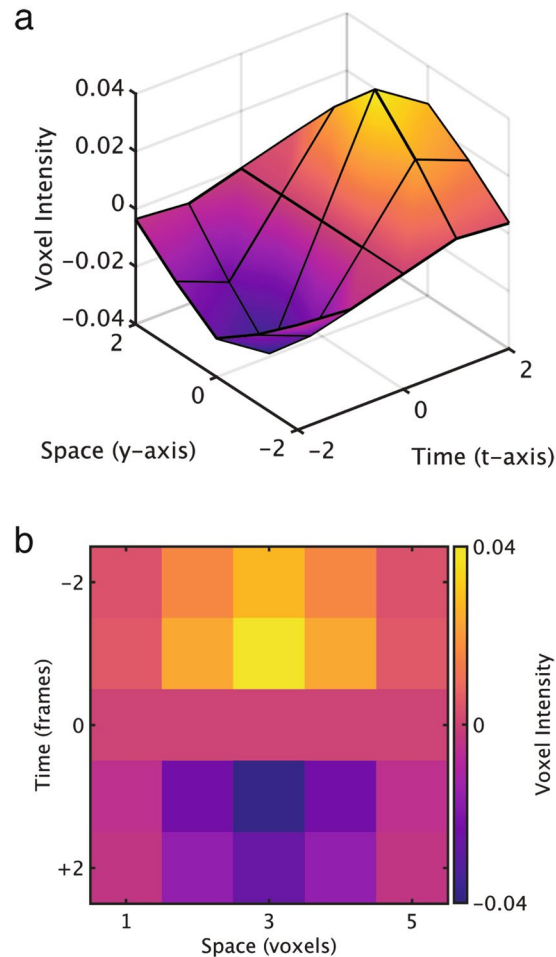 a
0.04
0.02
0
−0.02
−0.04
Voxel Intensity
2
0
−2
−2
0
2
Space (y−axis)
Time (t−axis)
b
−2
0
+2
Time (frames)
1
3
5
Space (voxels)
0.04
0
−0.04
Voxel Intensity